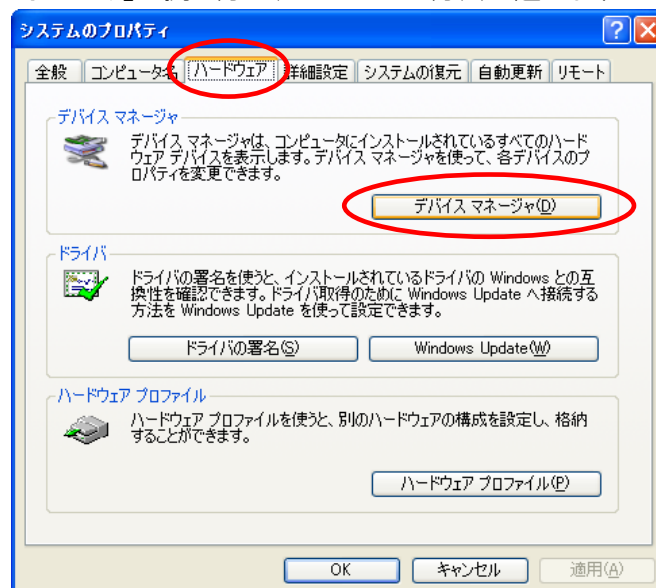 システムのプロパティ
全般 コンピュータ名 ハードウェア 詳細設定 システムの復元 自動更新 リモート
デバイス マネージャ
デバイス マネージャは、コンピュータにインストールされているすべてのハード
ウェア デバイスを表示します。デバイス マネージャを使って、各デバイスのプ
ロパティを変更できます。
デバイス マネージャ(D)
ドライバ
ドライバの署名を使うと、インストールされているドライバの Windows との互
換性を確認できます。ドライバ取得のために Windows Update へ接続する
方法を Windows Update を使って設定できます。
ドライバの署名(S) Windows Update(W)
ハードウェア プロファイル
ハードウェア プロファイルを使うと、別のハードウェアの構成を設定し、格納
することができます。
ハードウェア プロファイル(P)
OK キャンセル 適用(A)